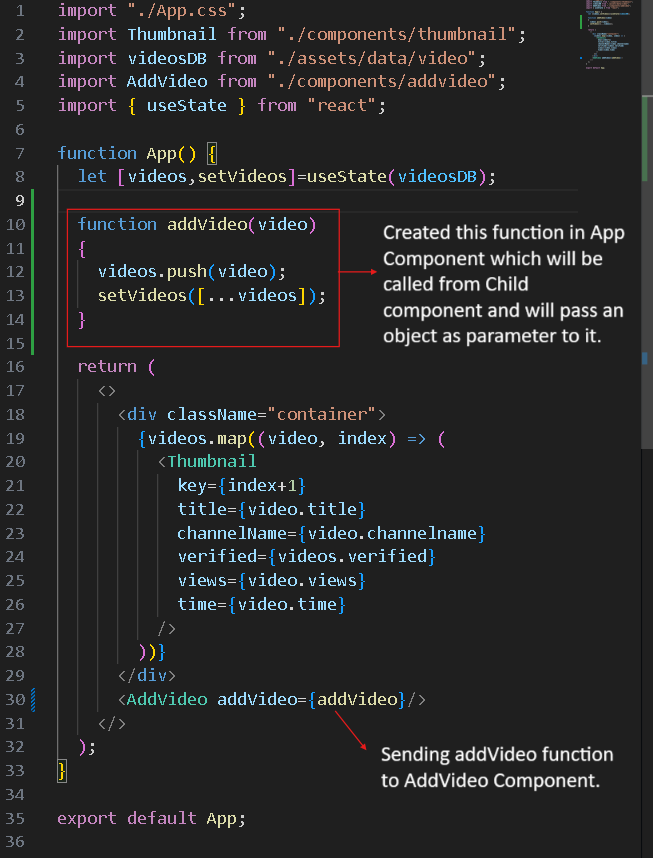 1 import "./App.css";
2 import Thumbnail from "./components/thumbnail";
3 import videosDB from "./assets/data/video";
4 import AddVideo from "./components/addvideo";
5 import { useState } from "react";
6
7 function App() {
8 let [videos,setVideos]=useState(videosDB);
9
10 function addVideo(video)
11 {
12 videos.push(video);
13 setVideos([...videos]);
14 }
15
Created this function in App
Component which will be
called from Child
component and will pass an
object as parameter to it.
16 return (
17 <>
18 <div className="container">
19 {videos.map((video, index) => (
20 <Thumbnail
21 key={index+1}
22 title={video.title}
23 channelName={video.channelname}
24 verified={videos.verified}
25 views={video.views}
26 time={video.time}
27 />
28 ))}
29 </div>
30 <AddVideo addVideo={addVideo}/>
31 </>
32 );
33 }
Sending addVideo function
to AddVideo Component.
34
35 export default App;
36